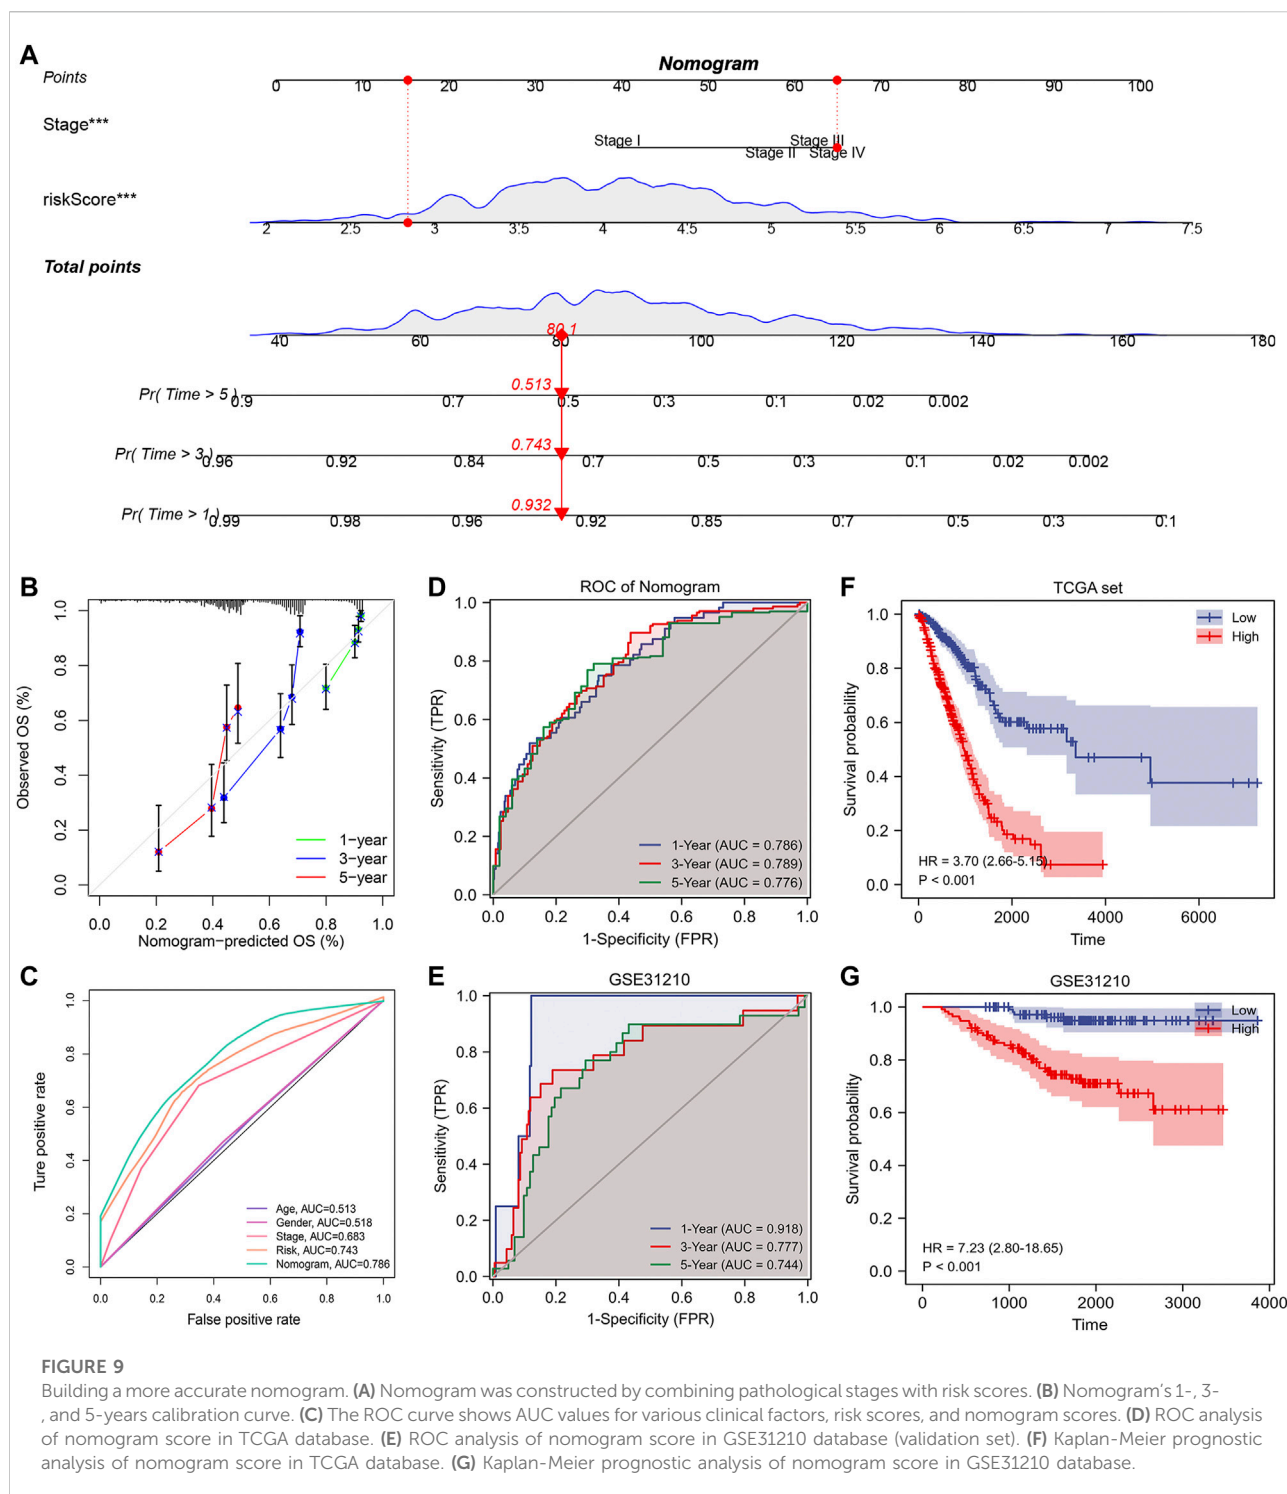 A
Nomogram
Points
0 10 20 30 40 50 60 70 80 90 100
Stage***
Stage I Stage III
Stage II Stage IV
riskScore***
2 2.5 3 3.5 4 4.5 5 5.5 6 6.5 7 7.5
Total points
80.1
40 60 80 100 120 140 160 180
0.513
Pr( Time > 5 )
0.9 0.7 0.5 0.3 0.1 0.02 0.002
0.743
Pr( Time > 3 )
0.96 0.92 0.84 0.7 0.5 0.3 0.1 0.02 0.002
0.932
Pr( Time > 1 )
0.99 0.98 0.96 0.92 0.85 0.7 0.5 0.3 0.1
B
Observed OS (%)
1.0
0.8
0.6
0.4
0.2
0.0
1-year
3-year
5-year
0.0 0.2 0.4 0.6 0.8 1.0
Nomogram-predicted OS (%)
D
ROC of Nomogram
Sensitivity (TPR)
1.0
0.8
0.6
0.4
0.2
0.0
1-Year (AUC = 0.786)
3-Year (AUC = 0.789)
5-Year (AUC = 0.776)
0.0 0.2 0.4 0.6 0.8 1.0
1-Specificity (FPR)
F
TCGA set
Survival probability
1.0
0.8
0.6
0.4
0.2
0.0
Low
High
HR = 3.70 (2.66-5.15)
P < 0.001
0 2000 4000 6000
Time
C
Ture positive rate
1.0
0.8
0.6
0.4
0.2
0.0
Age, AUC=0.513
Gender, AUC=0.518
Stage, AUC=0.683
Risk, AUC=0.743
Nomogram, AUC=0.786
0.0 0.2 0.4 0.6 0.8 1.0
False positive rate
E
GSE31210
Sensitivity (TPR)
1.0
0.8
0.6
0.4
0.2
0.0
1-Year (AUC = 0.918)
3-Year (AUC = 0.777)
5-Year (AUC = 0.744)
0.0 0.2 0.4 0.6 0.8 1.0
1-Specificity (FPR)
G
GSE31210
Survival probability
1.0
0.8
0.6
0.4
0.2
0.0
Low
High
HR = 7.23 (2.80-18.65)
P < 0.001
0 1000 2000 3000 4000
Time
FIGURE 9
Building a more accurate nomogram. (A) Nomogram was constructed by combining pathological stages with risk scores. (B) Nomogram's 1-, 3-
, and 5-years calibration curve. (C) The ROC curve shows AUC values for various clinical factors, risk scores, and nomogram scores. (D) ROC analysis
of nomogram score in TCGA database. (E) ROC analysis of nomogram score in GSE31210 database (validation set). (F) Kaplan-Meier prognostic
analysis of nomogram score in TCGA database. (G) Kaplan-Meier prognostic analysis of nomogram score in GSE31210 database.